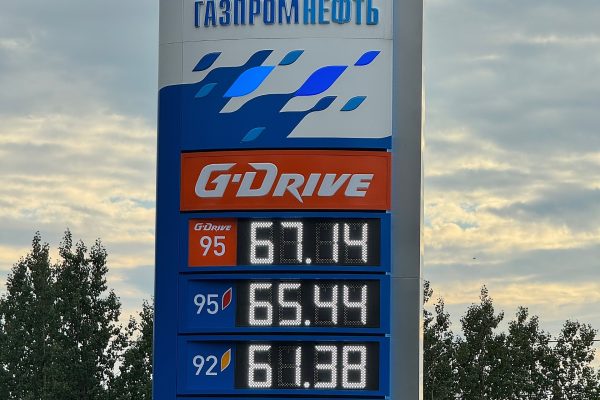 ГАЗПРОМНЕФТЬ
G-DRIVE
G-DRIVE
95 67.14
95 65.44
92 61.38